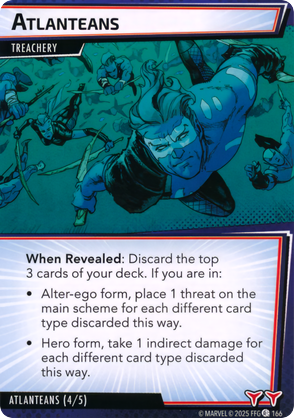 ATLANTEANS
TREACHERY
When Revealed: Discard the top
3 cards of your deck. If you are in:
• Alter-ego form, place 1 threat on the
main scheme for each different card
type discarded this way.
• Hero form, take 1 indirect damage for
each different card type discarded
this way.
ATLANTEANS (4/5)
© MARVEL © 2025 FFG 166